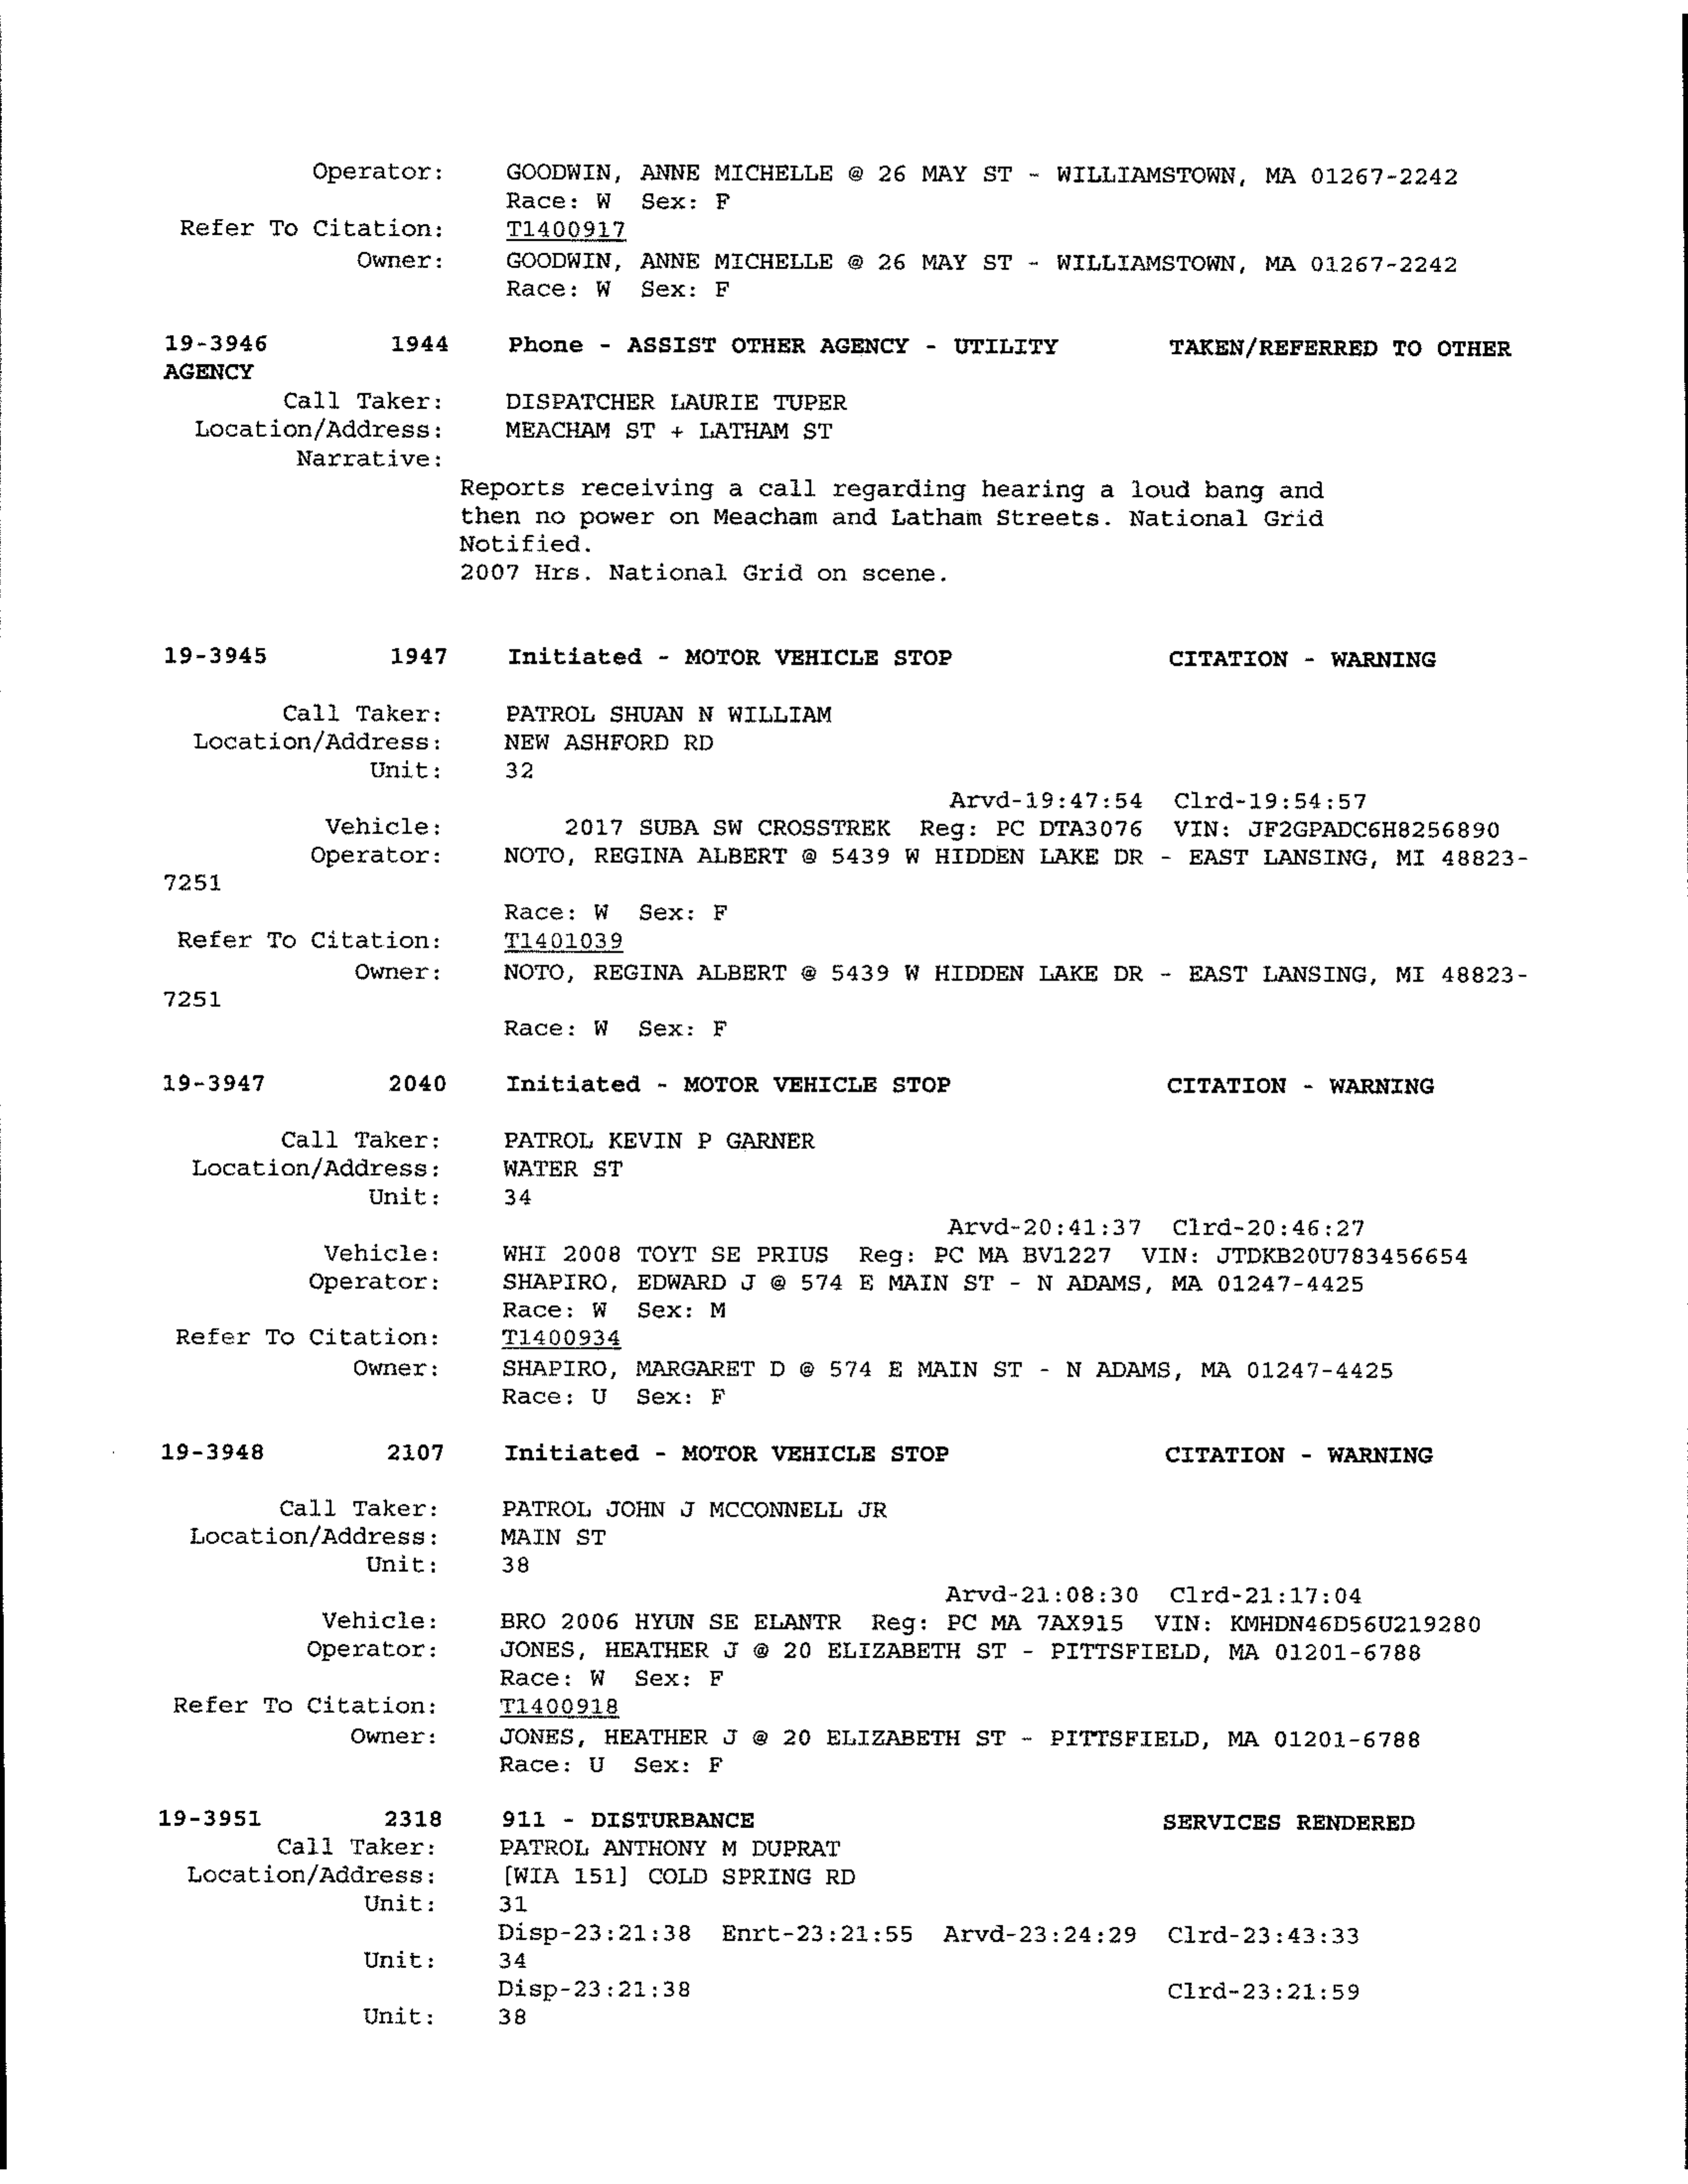 Operator: GOODWIN, ANNE MICHELLE @ 26 MAY ST - WILLIAMSTOWN, MA 01267-2242
Race: W Sex: F
Refer To Citation: T1400917
Owner: GOODWIN, ANNE MICHELLE @ 26 MAY ST - WILLIAMSTOWN, MA 01267-2242
Race: W Sex: F
19-3946 1944 Phone - ASSIST OTHER AGENCY - UTILITY TAKEN/REFERRED TO OTHER
AGENCY
Call Taker: DISPATCHER LAURIE TUPER
Location/Address: MEACHAM ST + LATHAM ST
Narrative:
Reports receiving a call regarding hearing a loud bang and
then no power on Meacham and Latham Streets. National Grid
Notified.
2007 Hrs. National Grid on scene.
19-3945 1947 Initiated - MOTOR VEHICLE STOP CITATION - WARNING
Call Taker: PATROL SHUAN N WILLIAM
Location/Address: NEW ASHFORD RD
Unit: 32
Arvd-19:47:54 Clrd-19:54:57
Vehicle: 2017 SUBA SW CROSSTREK Reg: PC DTA3076 VIN: JF2GPADC6H8256890
Operator: NOTO, REGINA ALBERT @ 5439 W HIDDEN LAKE DR - EAST LANSING, MI 48823-
7251
Race: W Sex: F
Refer To Citation: T1401039
Owner: NOTO, REGINA ALBERT @ 5439 W HIDDEN LAKE DR - EAST LANSING, MI 48823-
7251
Race: W Sex: F
19-3947 2040 Initiated - MOTOR VEHICLE STOP CITATION - WARNING
Call Taker: PATROL KEVIN P GARNER
Location/Address: WATER ST
Unit: 34
Arvd-20:41:37 Clrd-20:46:27
Vehicle: WHI 2008 TOYT SE PRIUS Reg: PC MA BV1227 VIN: JTDKB20U783456654
Operator: SHAPIRO, EDWARD J @ 574 E MAIN ST - N ADAMS, MA 01247-4425
Race: W Sex: M
Refer To Citation: T1400934
Owner: SHAPIRO, MARGARET D @ 574 E MAIN ST - N ADAMS, MA 01247-4425
Race: U Sex: F
19-3948 2107 Initiated - MOTOR VEHICLE STOP CITATION - WARNING
Call Taker: PATROL JOHN J MCCONNELL JR
Location/Address: MAIN ST
Unit: 38
Arvd-21:08:30 Clrd-21:17:04
Vehicle: BRO 2006 HYUN SE ELANTR Reg: PC MA 7AX915 VIN: KMHDN46D56U219280
Operator: JONES, HEATHER J @ 20 ELIZABETH ST - PITTSFIELD, MA 01201-6788
Race: W Sex: F
Refer To Citation: T1400918
Owner: JONES, HEATHER J @ 20 ELIZABETH ST - PITTSFIELD, MA 01201-6788
Race: U Sex: F
19-3951 2318 911 - DISTURBANCE SERVICES RENDERED
Call Taker: PATROL ANTHONY M DUPRAT
Location/Address: [WIA 151] COLD SPRING RD
Unit: 31
Disp-23:21:38 Enrt-23:21:55 Arvd-23:24:29 Clrd-23:43:33
Unit: 34
Disp-23:21:38 Clrd-23:21:59
Unit: 38